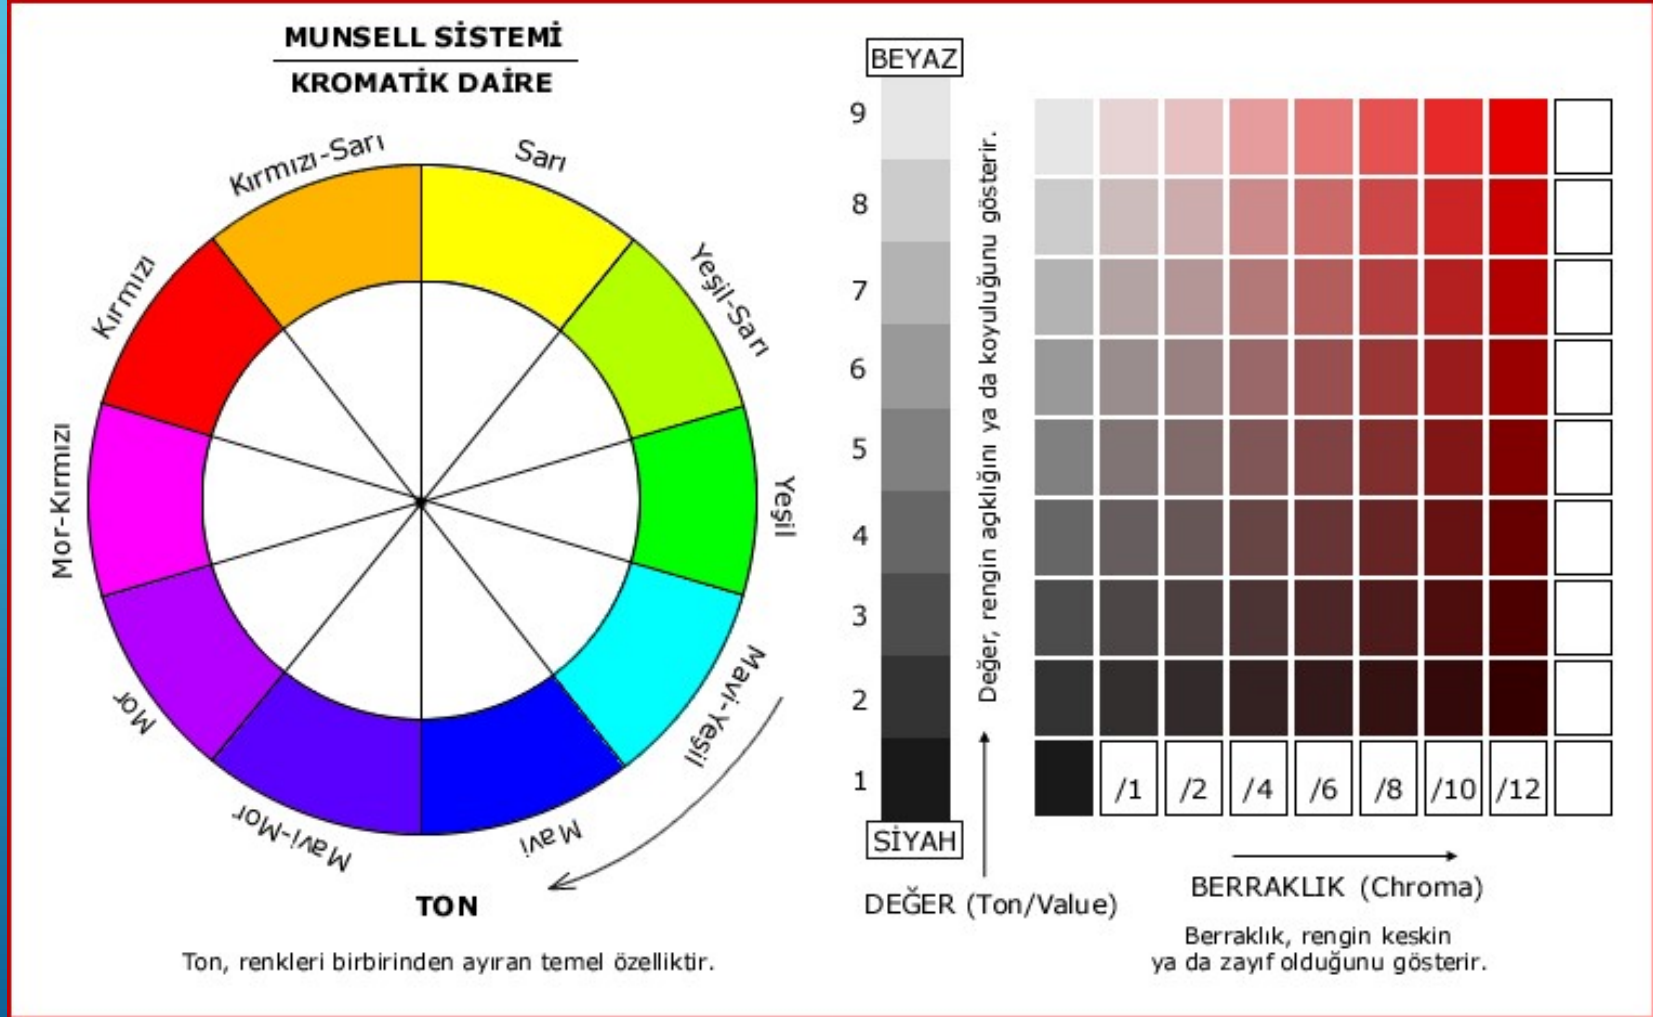 MUNSELL SİSTEMİ
KROMATİK DAİRE
Kırmızı-Sarı
Sarı
Yeşil-Sarı
Yeşil
Mavi-Yeşil
Mavi
Mavi-Mor
Mor
Mor-Kırmızı
Kırmızı
TON
Ton, renkleri birbirinden ayıran temel özelliktir.
BEYAZ
9
8
7
6
5
4
3
2
1
SİYAH
DEĞER (Ton/Value)
Değer, rengin açıklığını ya da koyuluğunu gösterir.
/1 /2 /4 /6 /8 /10 /12
BERRAKLIK (Chroma)
Berraklık, rengin keskin
ya da zayıf olduğunu gösterir.